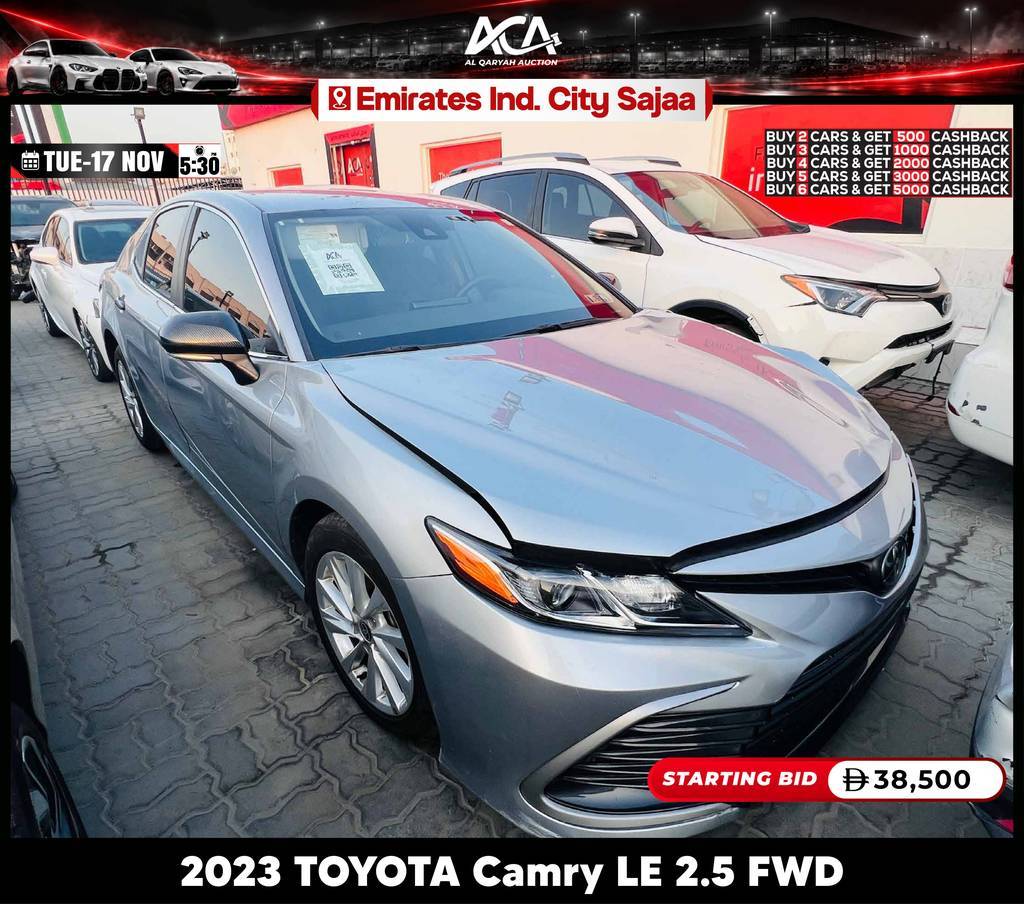 ACA
AL QARYAH AUCTION
Emirates Ind. City Sajaa
TUE-17 NOV 5:30
BUY 2 CARS & GET 500 CASHBACK
BUY 3 CARS & GET 1000 CASHBACK
BUY 4 CARS & GET 2000 CASHBACK
BUY 5 CARS & GET 3000 CASHBACK
BUY 6 CARS & GET 5000 CASHBACK
ACA
ACA
STARTING BID 38,500
2023 TOYOTA Camry LE 2.5 FWD